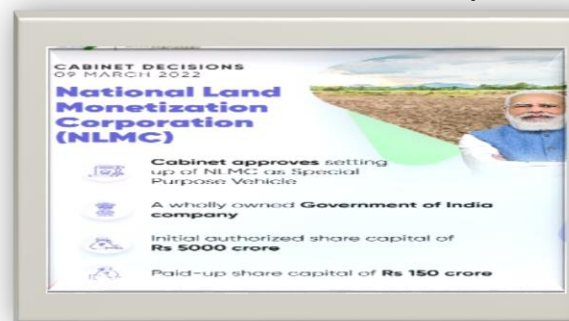 CABINET DECISIONS
09 MARCH 2022
National Land
Monetization
Corporation
(NLMC)
Cabinet approves setting
up of NLMC as Special
Purpose Vehicle
A wholly owned Government of India
company
Initial authorized share capital of
Rs 5000 crore
Paid-up share capital of Rs 150 crore